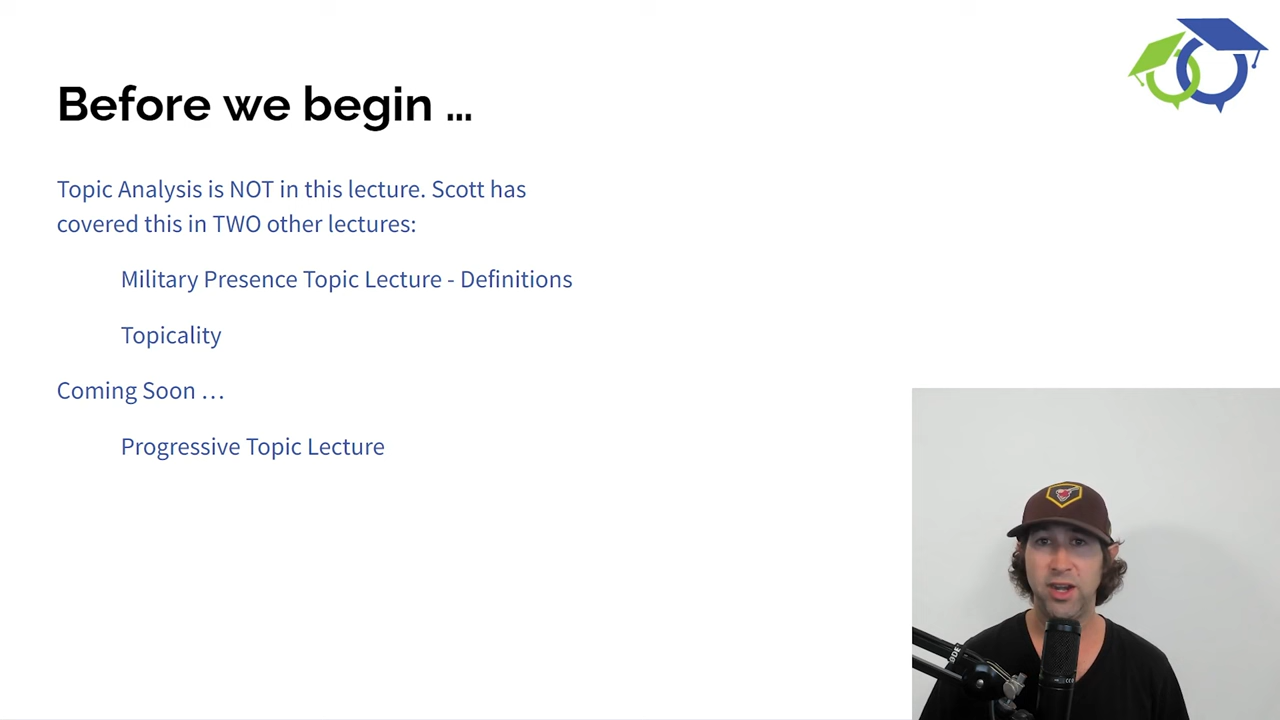 Before we begin ...
Topic Analysis is NOT in this lecture. Scott has
covered this in TWO other lectures:
Military Presence Topic Lecture - Definitions
Topicality
Coming Soon …
Progressive Topic Lecture